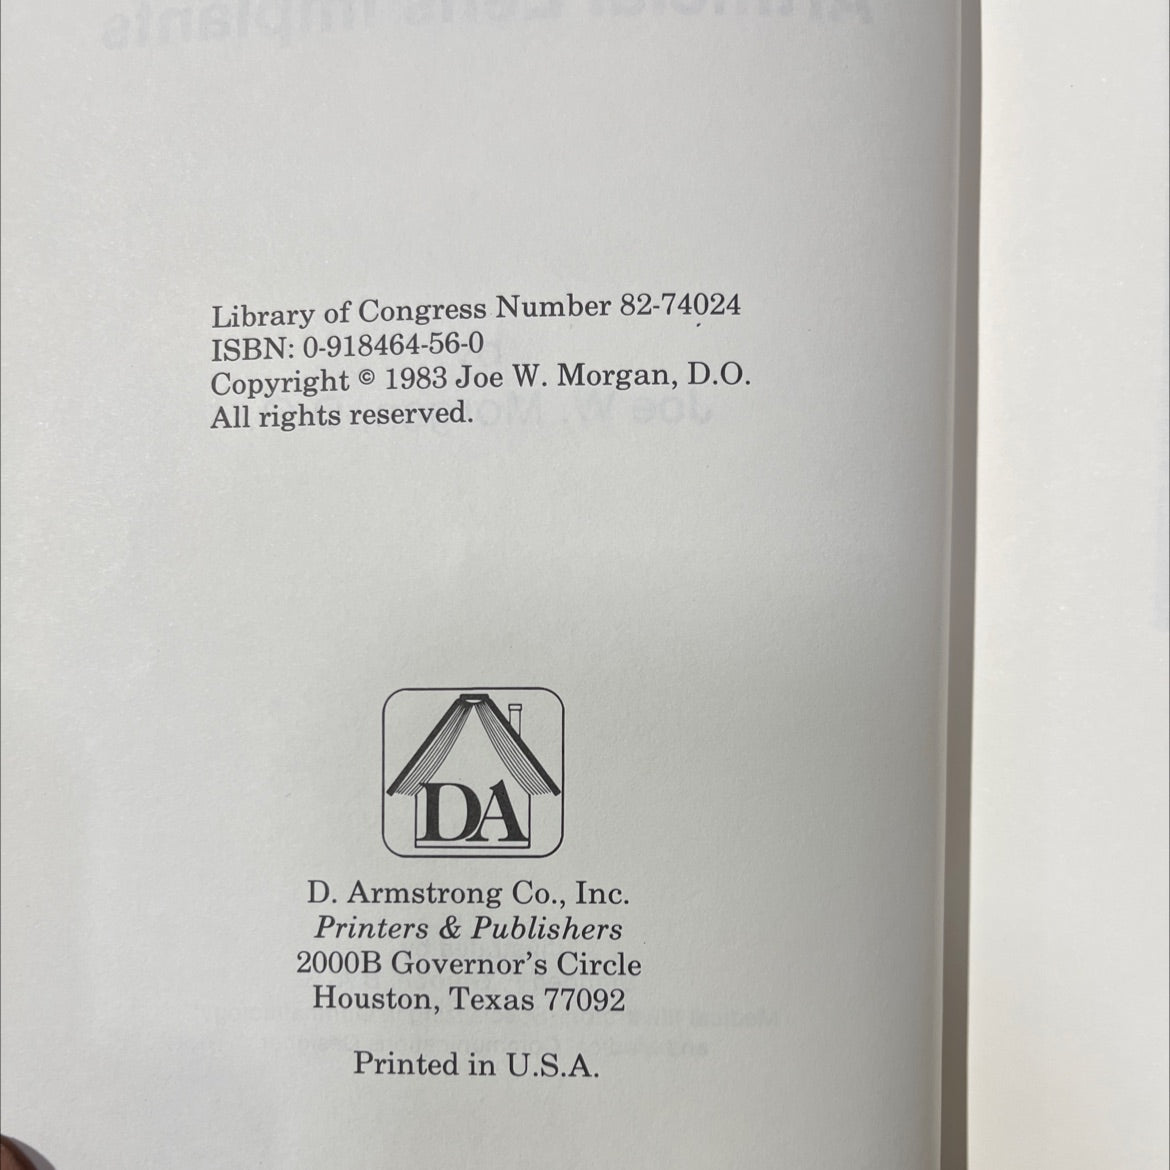 Library of Congress Number 82-74024
ISBN: 0-918464-56-0
Copyright © 1983 Joe W. Morgan, D.O.
All rights reserved.
DA
D. Armstrong Co., Inc.
Printers & Publishers
2000B Governor's Circle
Houston, Texas 77092
Printed in U.S.A.